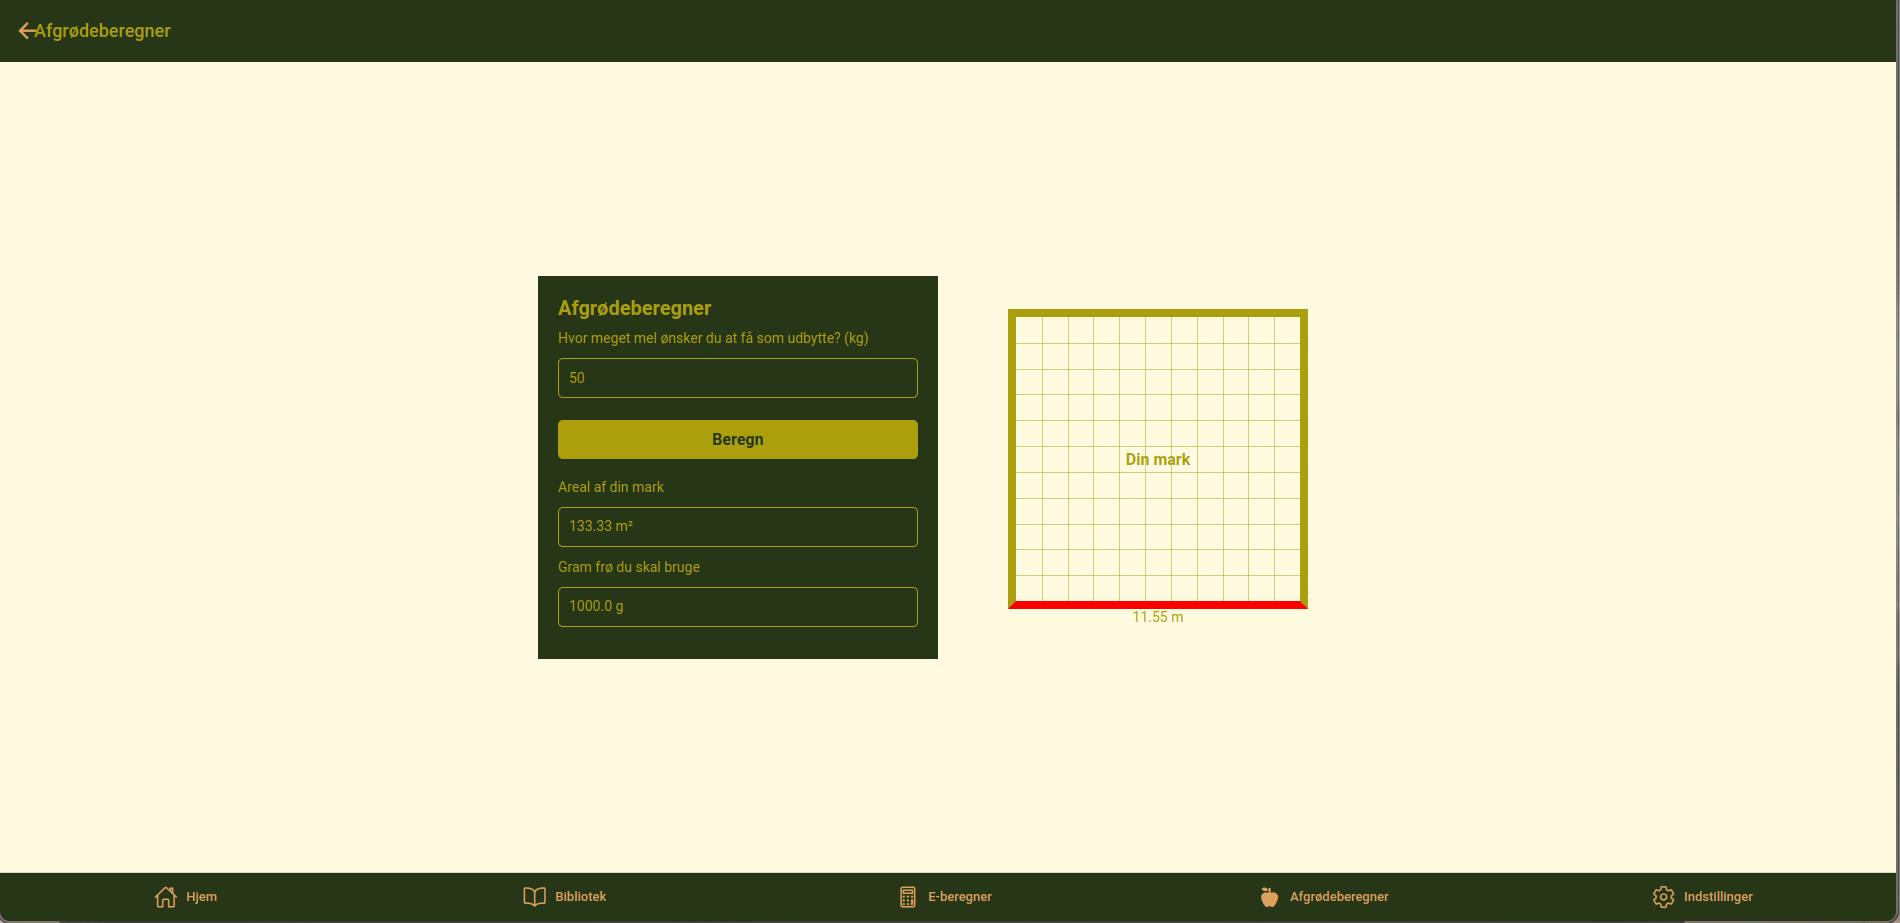 Afgrødeberegner
Afgrødeberegner
Hvor meget mel ønsker du at få som udbytte? (kg)
50
Beregn
Areal af din mark
133.33 m²
Gram frø du skal bruge
1000.0 g
Din mark
11.55 m
Hjem
Bibliotek
E-beregner
Afgrødeberegner
Indstillinger